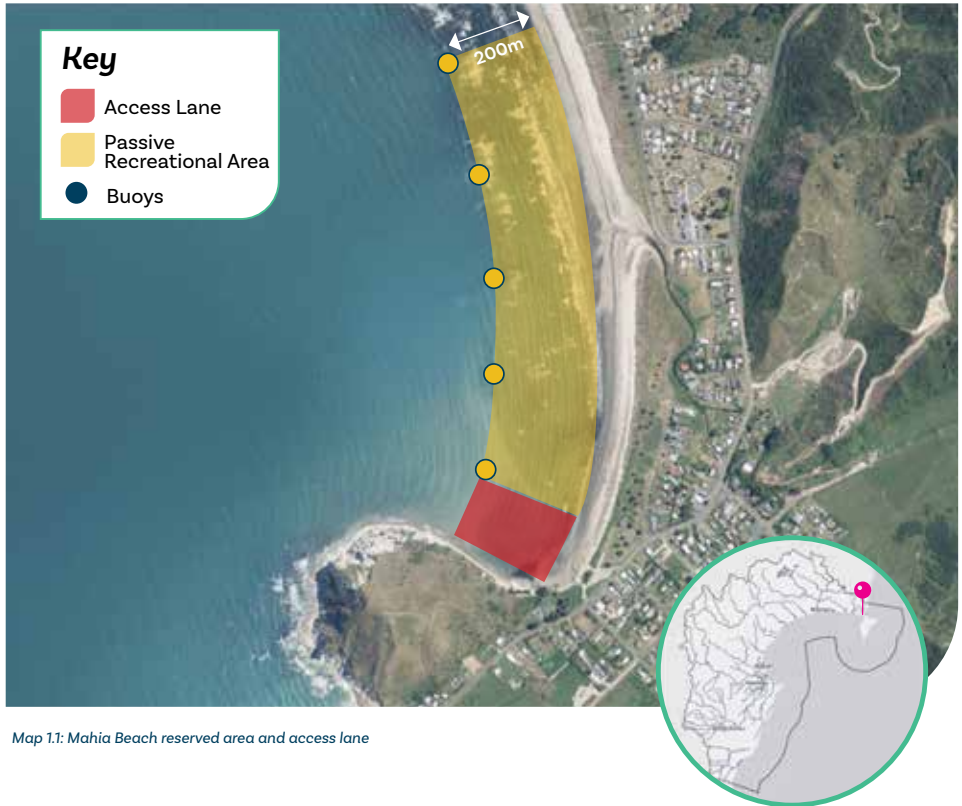 Key
Access Lane
Passive
Recreational Area
Buoys
200m
Map 1.1: Mahia Beach reserved area and access lane